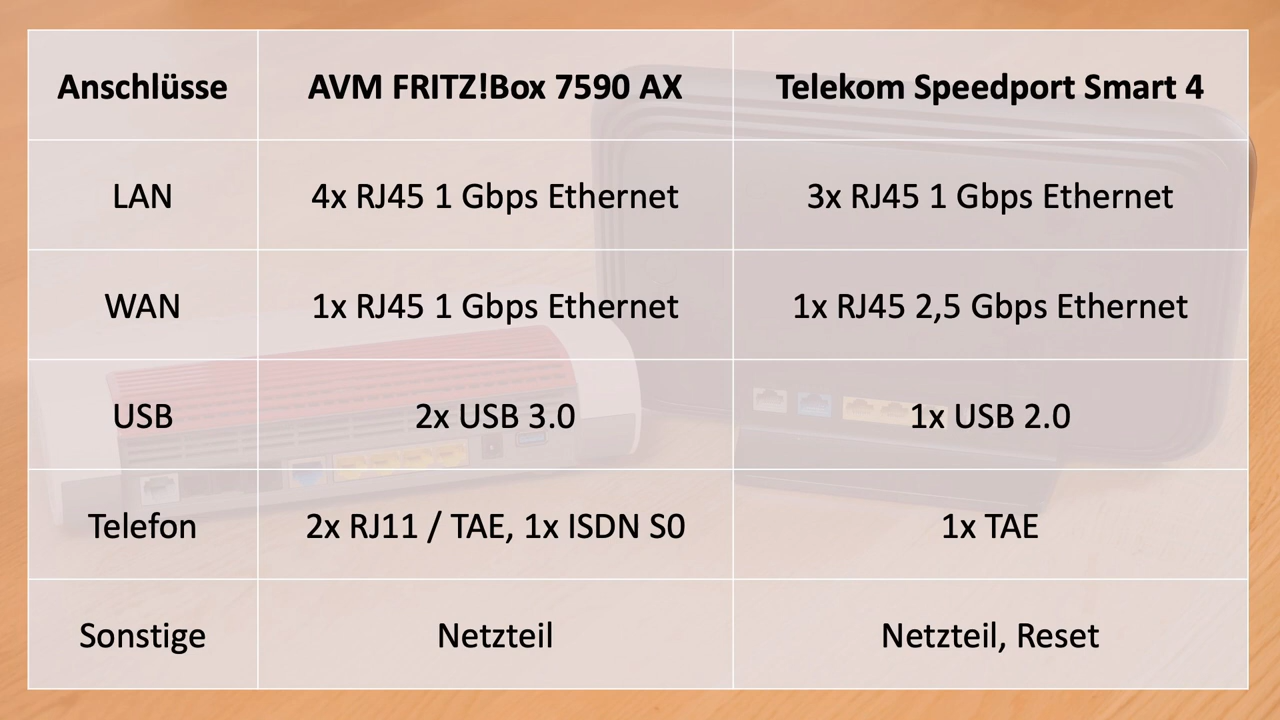 Anschlüsse AVM FRITZ!Box 7590 AX Telekom Speedport Smart 4
LAN 4x RJ45 1 Gbps Ethernet 3x RJ45 1 Gbps Ethernet
WAN 1x RJ45 1 Gbps Ethernet 1x RJ45 2,5 Gbps Ethernet
USB 2x USB 3.0 1x USB 2.0
Telefon 2x RJ11 / TAE, 1x ISDN S0 1x TAE
Sonstige Netzteil Netzteil, Reset